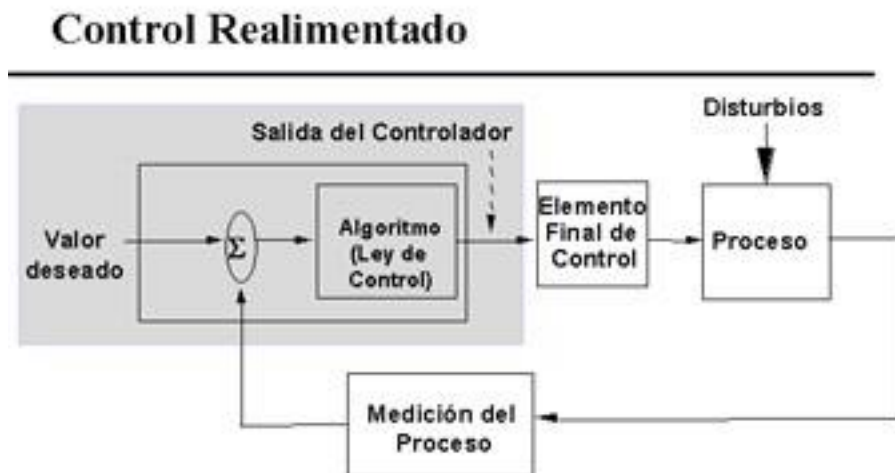 Control Realimentado
Disturbios
Salida del Controlador
Valor
deseado
Σ
Algoritmo
(Ley de
Control)
Elemento
Final de
Control
Proceso
Medición del
Proceso